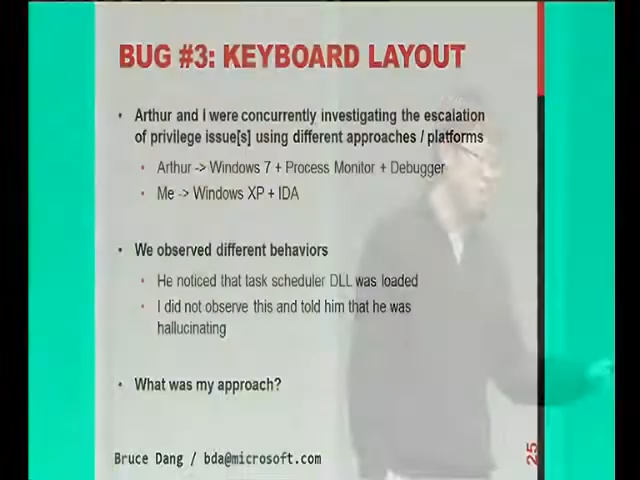 BUG #3: KEYBOARD LAYOUT
• Arthur and I were concurrently investigating the escalation
of privilege issue[s] using different approaches / platforms
• Arthur -> Windows 7 + Process Monitor + Debugger
• Me -> Windows XP + IDA
• We observed different behaviors
• He noticed that task scheduler DLL was loaded
• I did not observe this and told him that he was
hallucinating
• What was my approach?
Bruce Dang / bda@microsoft.com
25